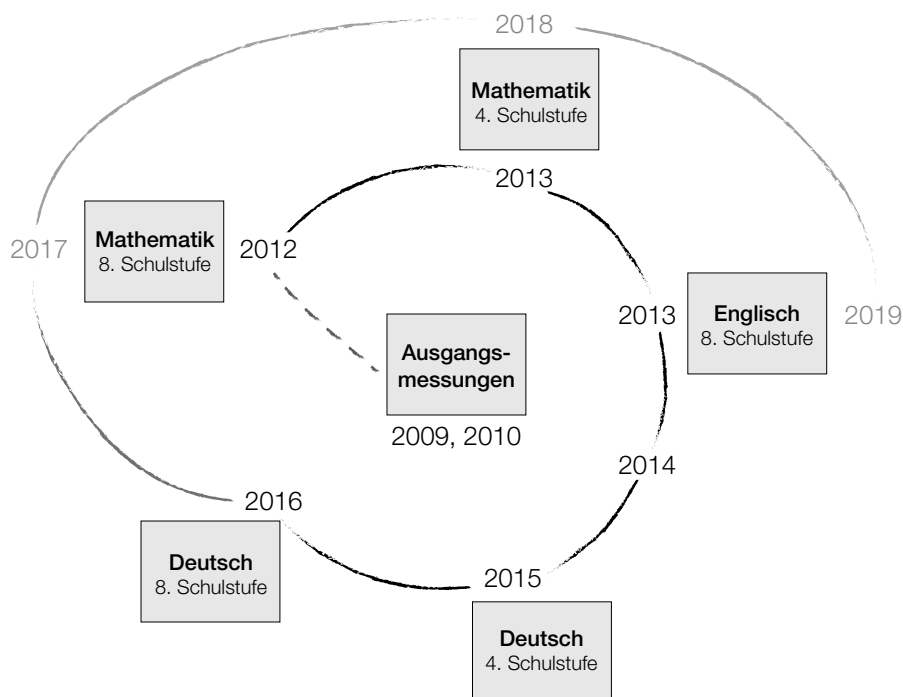 2018
Mathematik
4. Schulstufe
2013
2017
Mathematik
8. Schulstufe
2012
2013
Englisch
8. Schulstufe
2019
Ausgangs-
messungen
2009, 2010
2014
2016
Deutsch
8. Schulstufe
2015
Deutsch
4. Schulstufe